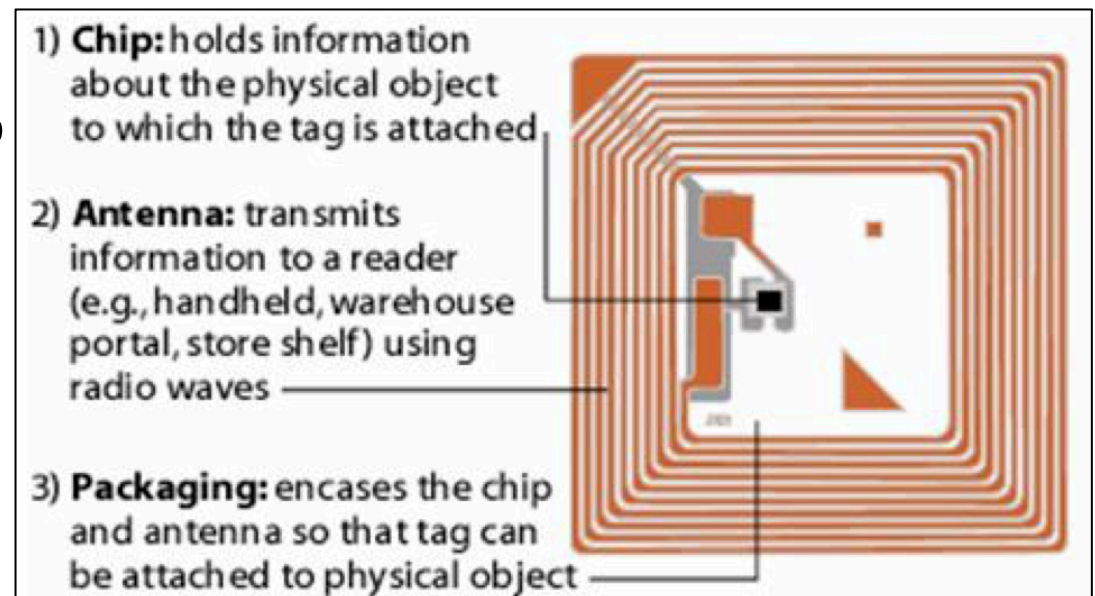 1) Chip: holds information
about the physical object
to which the tag is attached
2) Antenna: transmits
information to a reader
(e.g., handheld, warehouse
portal, store shelf) using
radio waves
3) Packaging: encases the chip
and antenna so that tag can
be attached to physical object